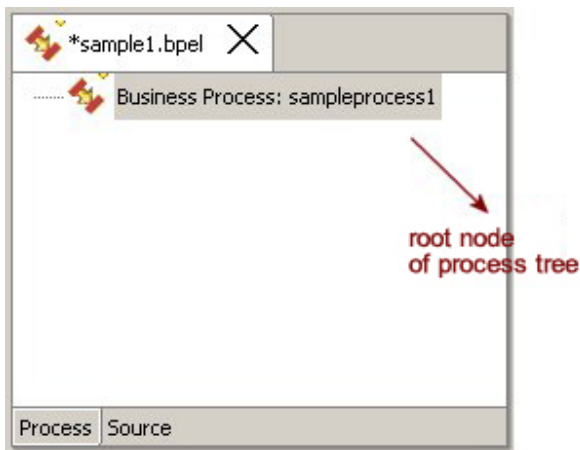 *sample1.bpel
Business Process: sampleprocess1
root node
of process tree
Process Source